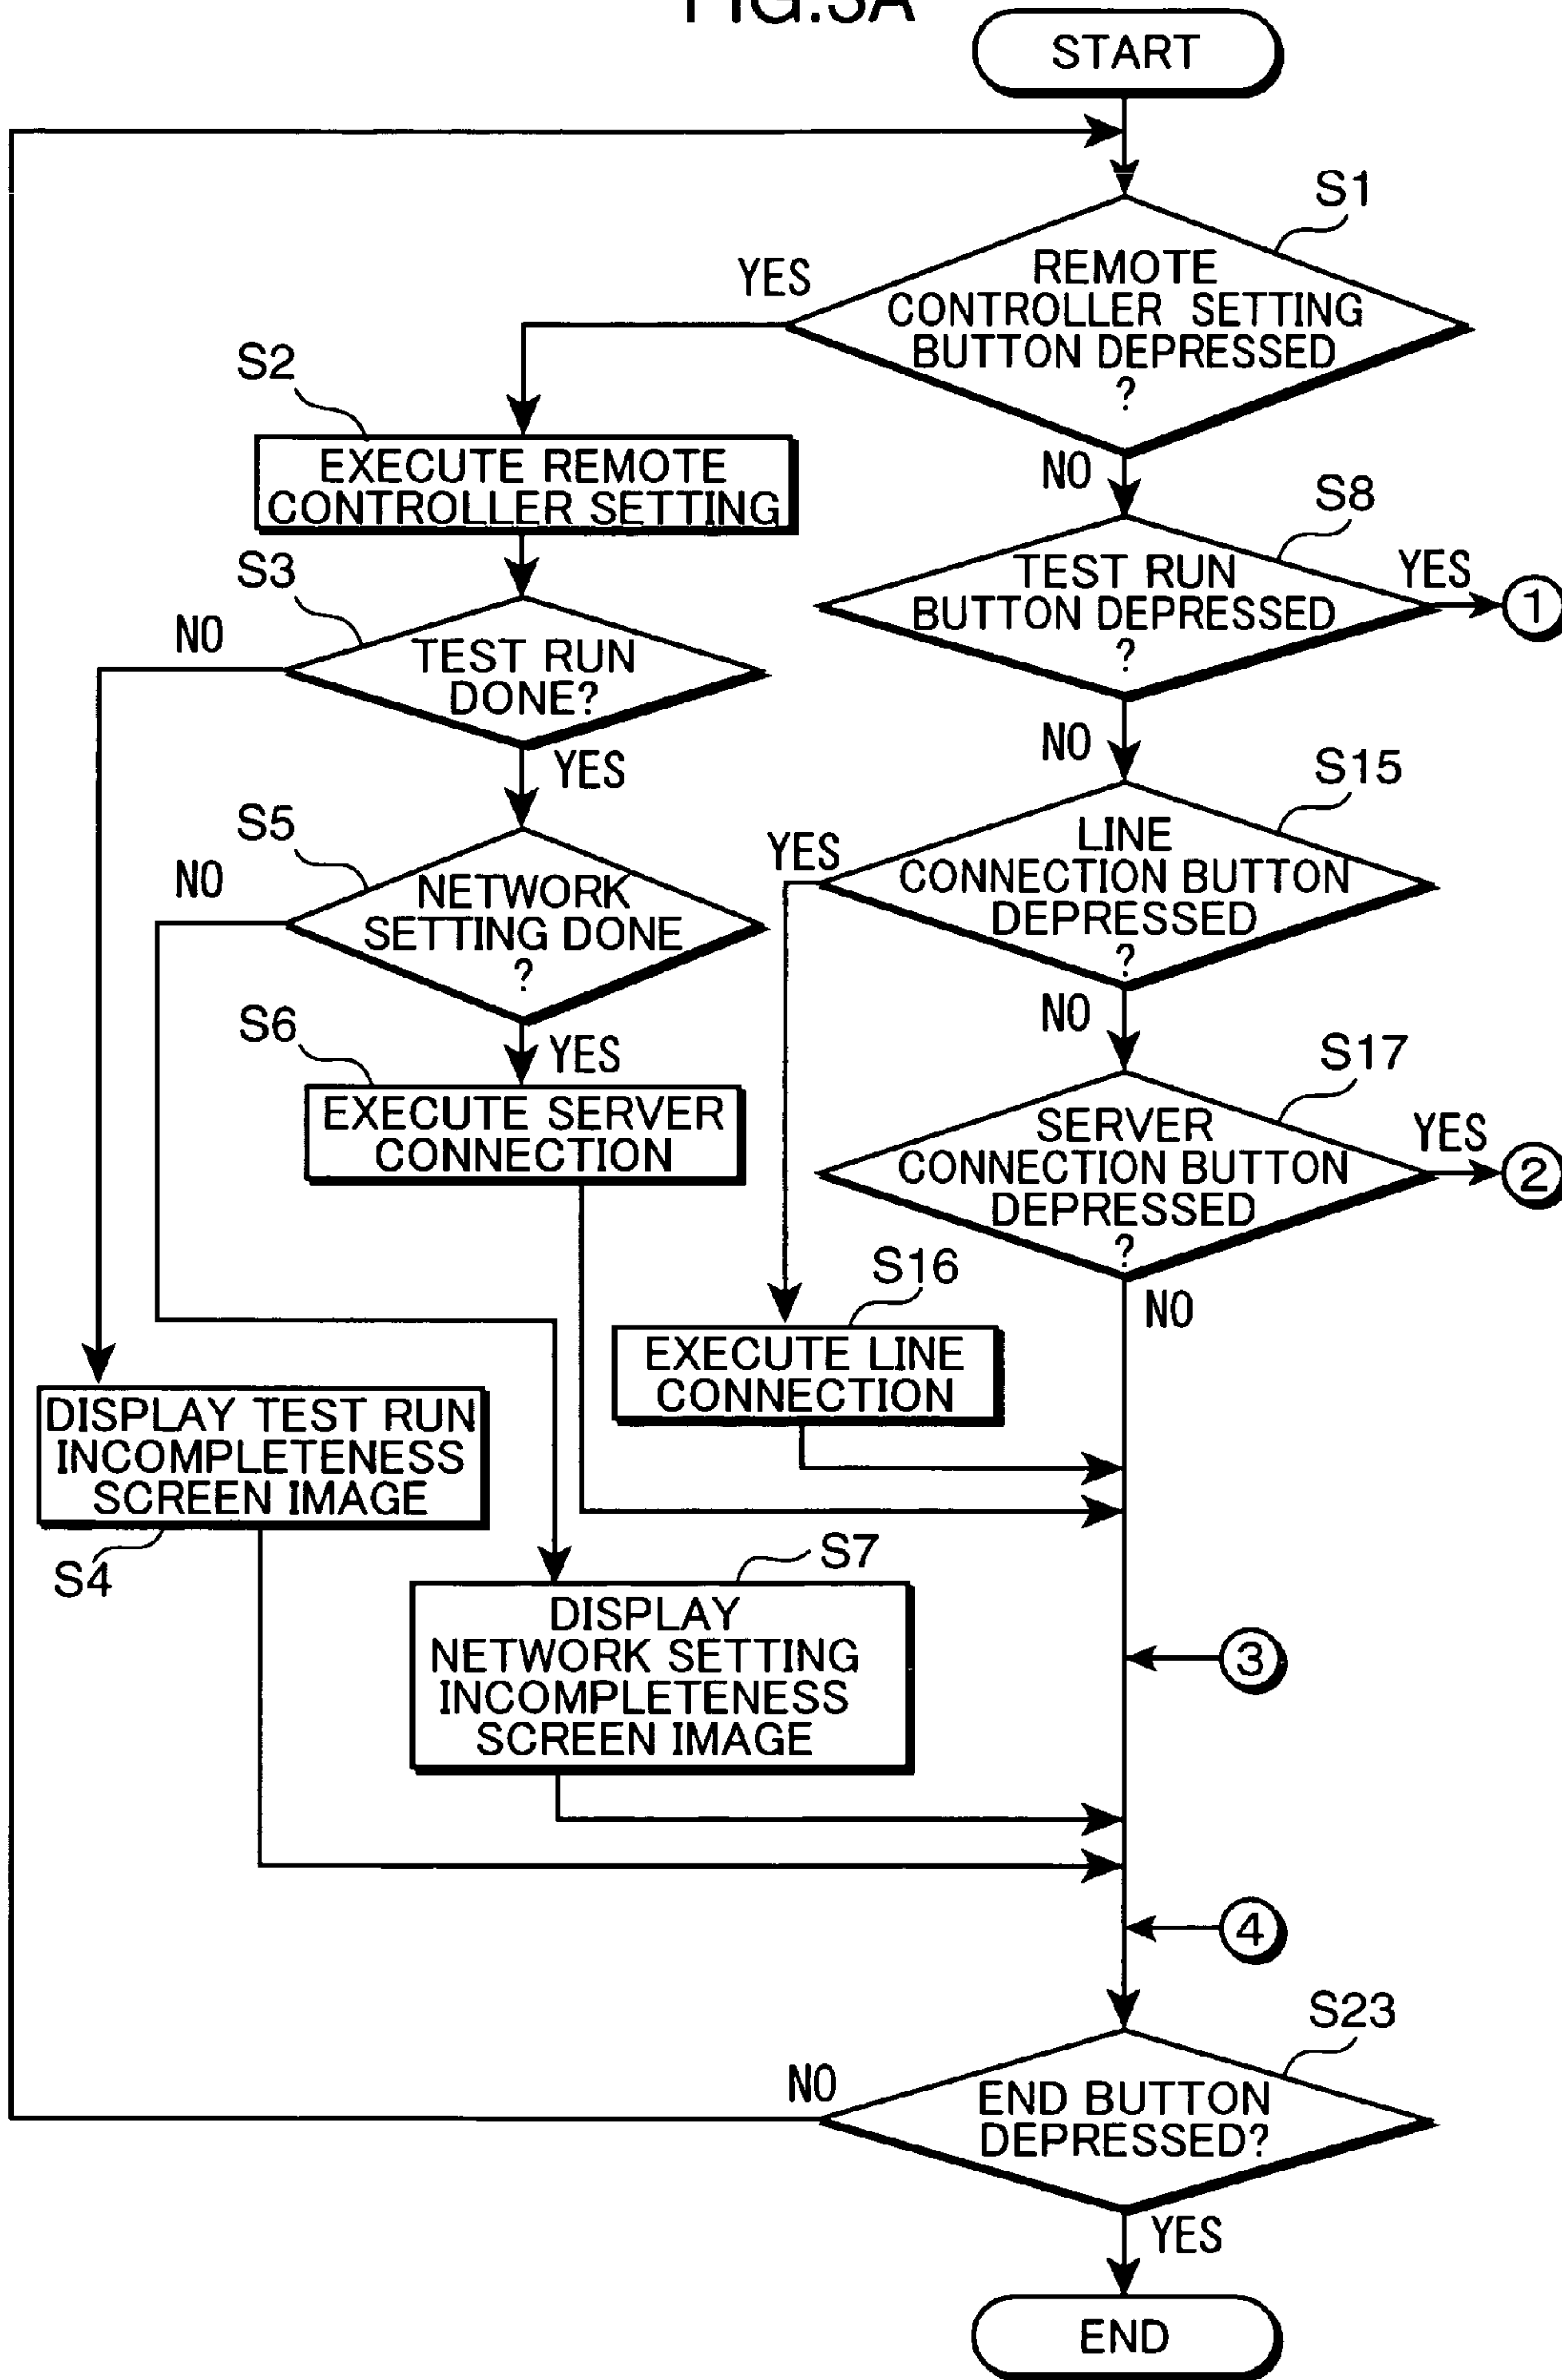 FIG.3A
START
S1
REMOTE
CONTROLLER SETTING
BUTTON DEPRESSED
?
YES
NO
S2
EXECUTE REMOTE
CONTROLLER SETTING
S8
TEST RUN
BUTTON DEPRESSED
?
YES
1
NO
S3
TEST RUN
DONE?
NO
YES
S15
LINE
CONNECTION BUTTON
DEPRESSED
?
YES
NO
S5
NETWORK
SETTING DONE
?
NO
YES
S6
EXECUTE SERVER
CONNECTION
S17
SERVER
CONNECTION BUTTON
DEPRESSED
?
YES
2
NO
S16
EXECUTE LINE
CONNECTION
DISPLAY TEST RUN
INCOMPLETENESS
SCREEN IMAGE
S4
S7
DISPLAY
NETWORK SETTING
INCOMPLETENESS
SCREEN IMAGE
3
4
S23
END BUTTON
DEPRESSED?
NO
YES
END